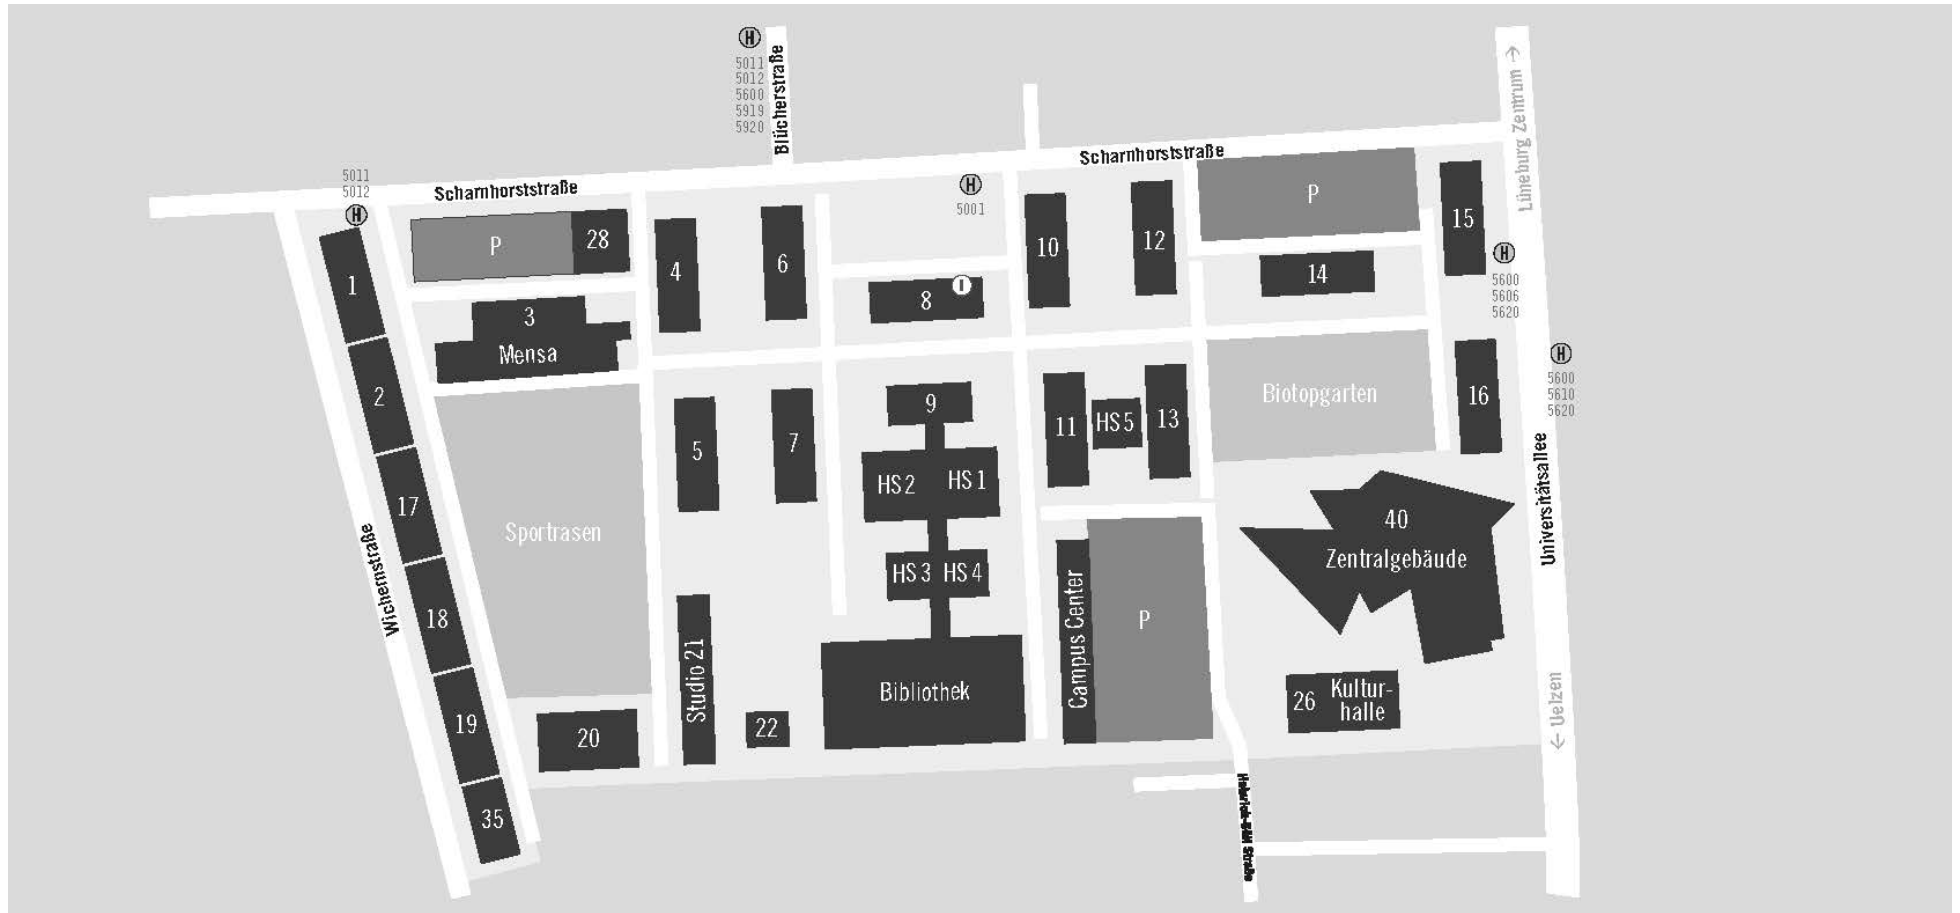 H
5011
5012
5600
5919
5920
Blücherstraße
← Lüneburg Zentrum
5011
5012
H
Scharnhorststraße
Scharnhorststraße
H
5001
P
28
P
15
1
4
6
10
12
14
H
5600
5606
5620
8
3
Mensa
2
9
11
HS 5
13
Biotopgarten
16
H
5600
5610
5620
5
7
HS 2
HS 1
17
Sportrasen
40
Zentralgebäude
Universitätsallee
Wichernstraße
18
HS 3
HS 4
Campus Center
P
Studio 21
Bibliothek
26
Kultur-
halle
19
20
22
← Uelzen
35